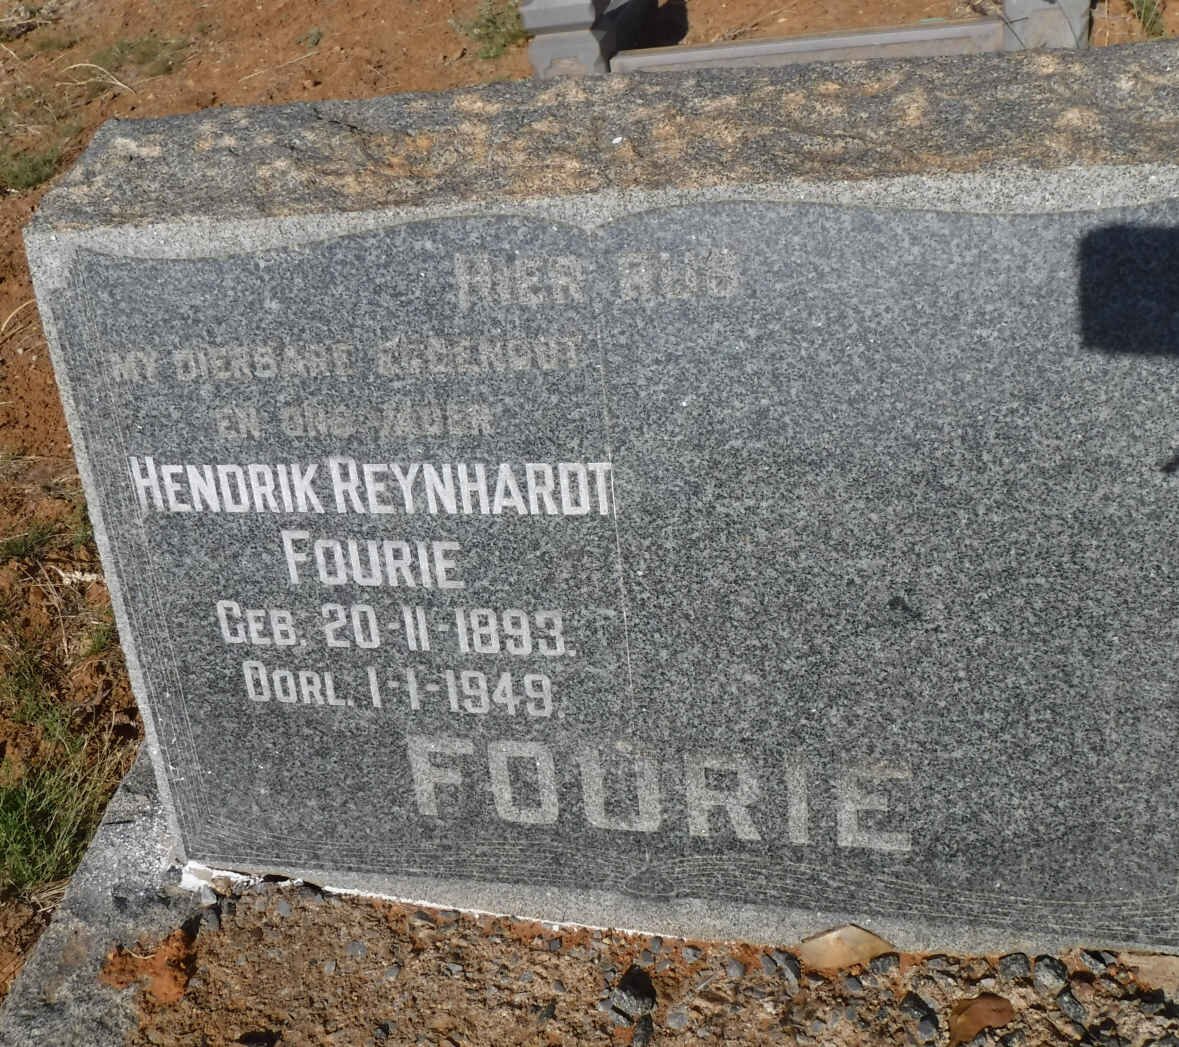 HIER RUS
MY DIERBARE EGGENOOT
EN ONS VADER
HENDRIK REYNHARDT
FOURIE
GEB. 20-11-1893.
OORL. 1-1-1949.
FOURIE